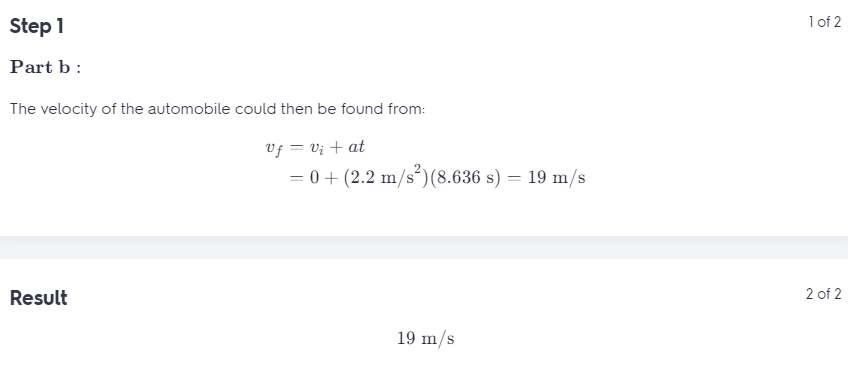 Step 1
1 of 2
Part b :
The velocity of the automobile could then be found from:
v_f = v_i + at
= 0 + (2.2 m/s²)(8.636 s) = 19 m/s
Result
2 of 2
19 m/s